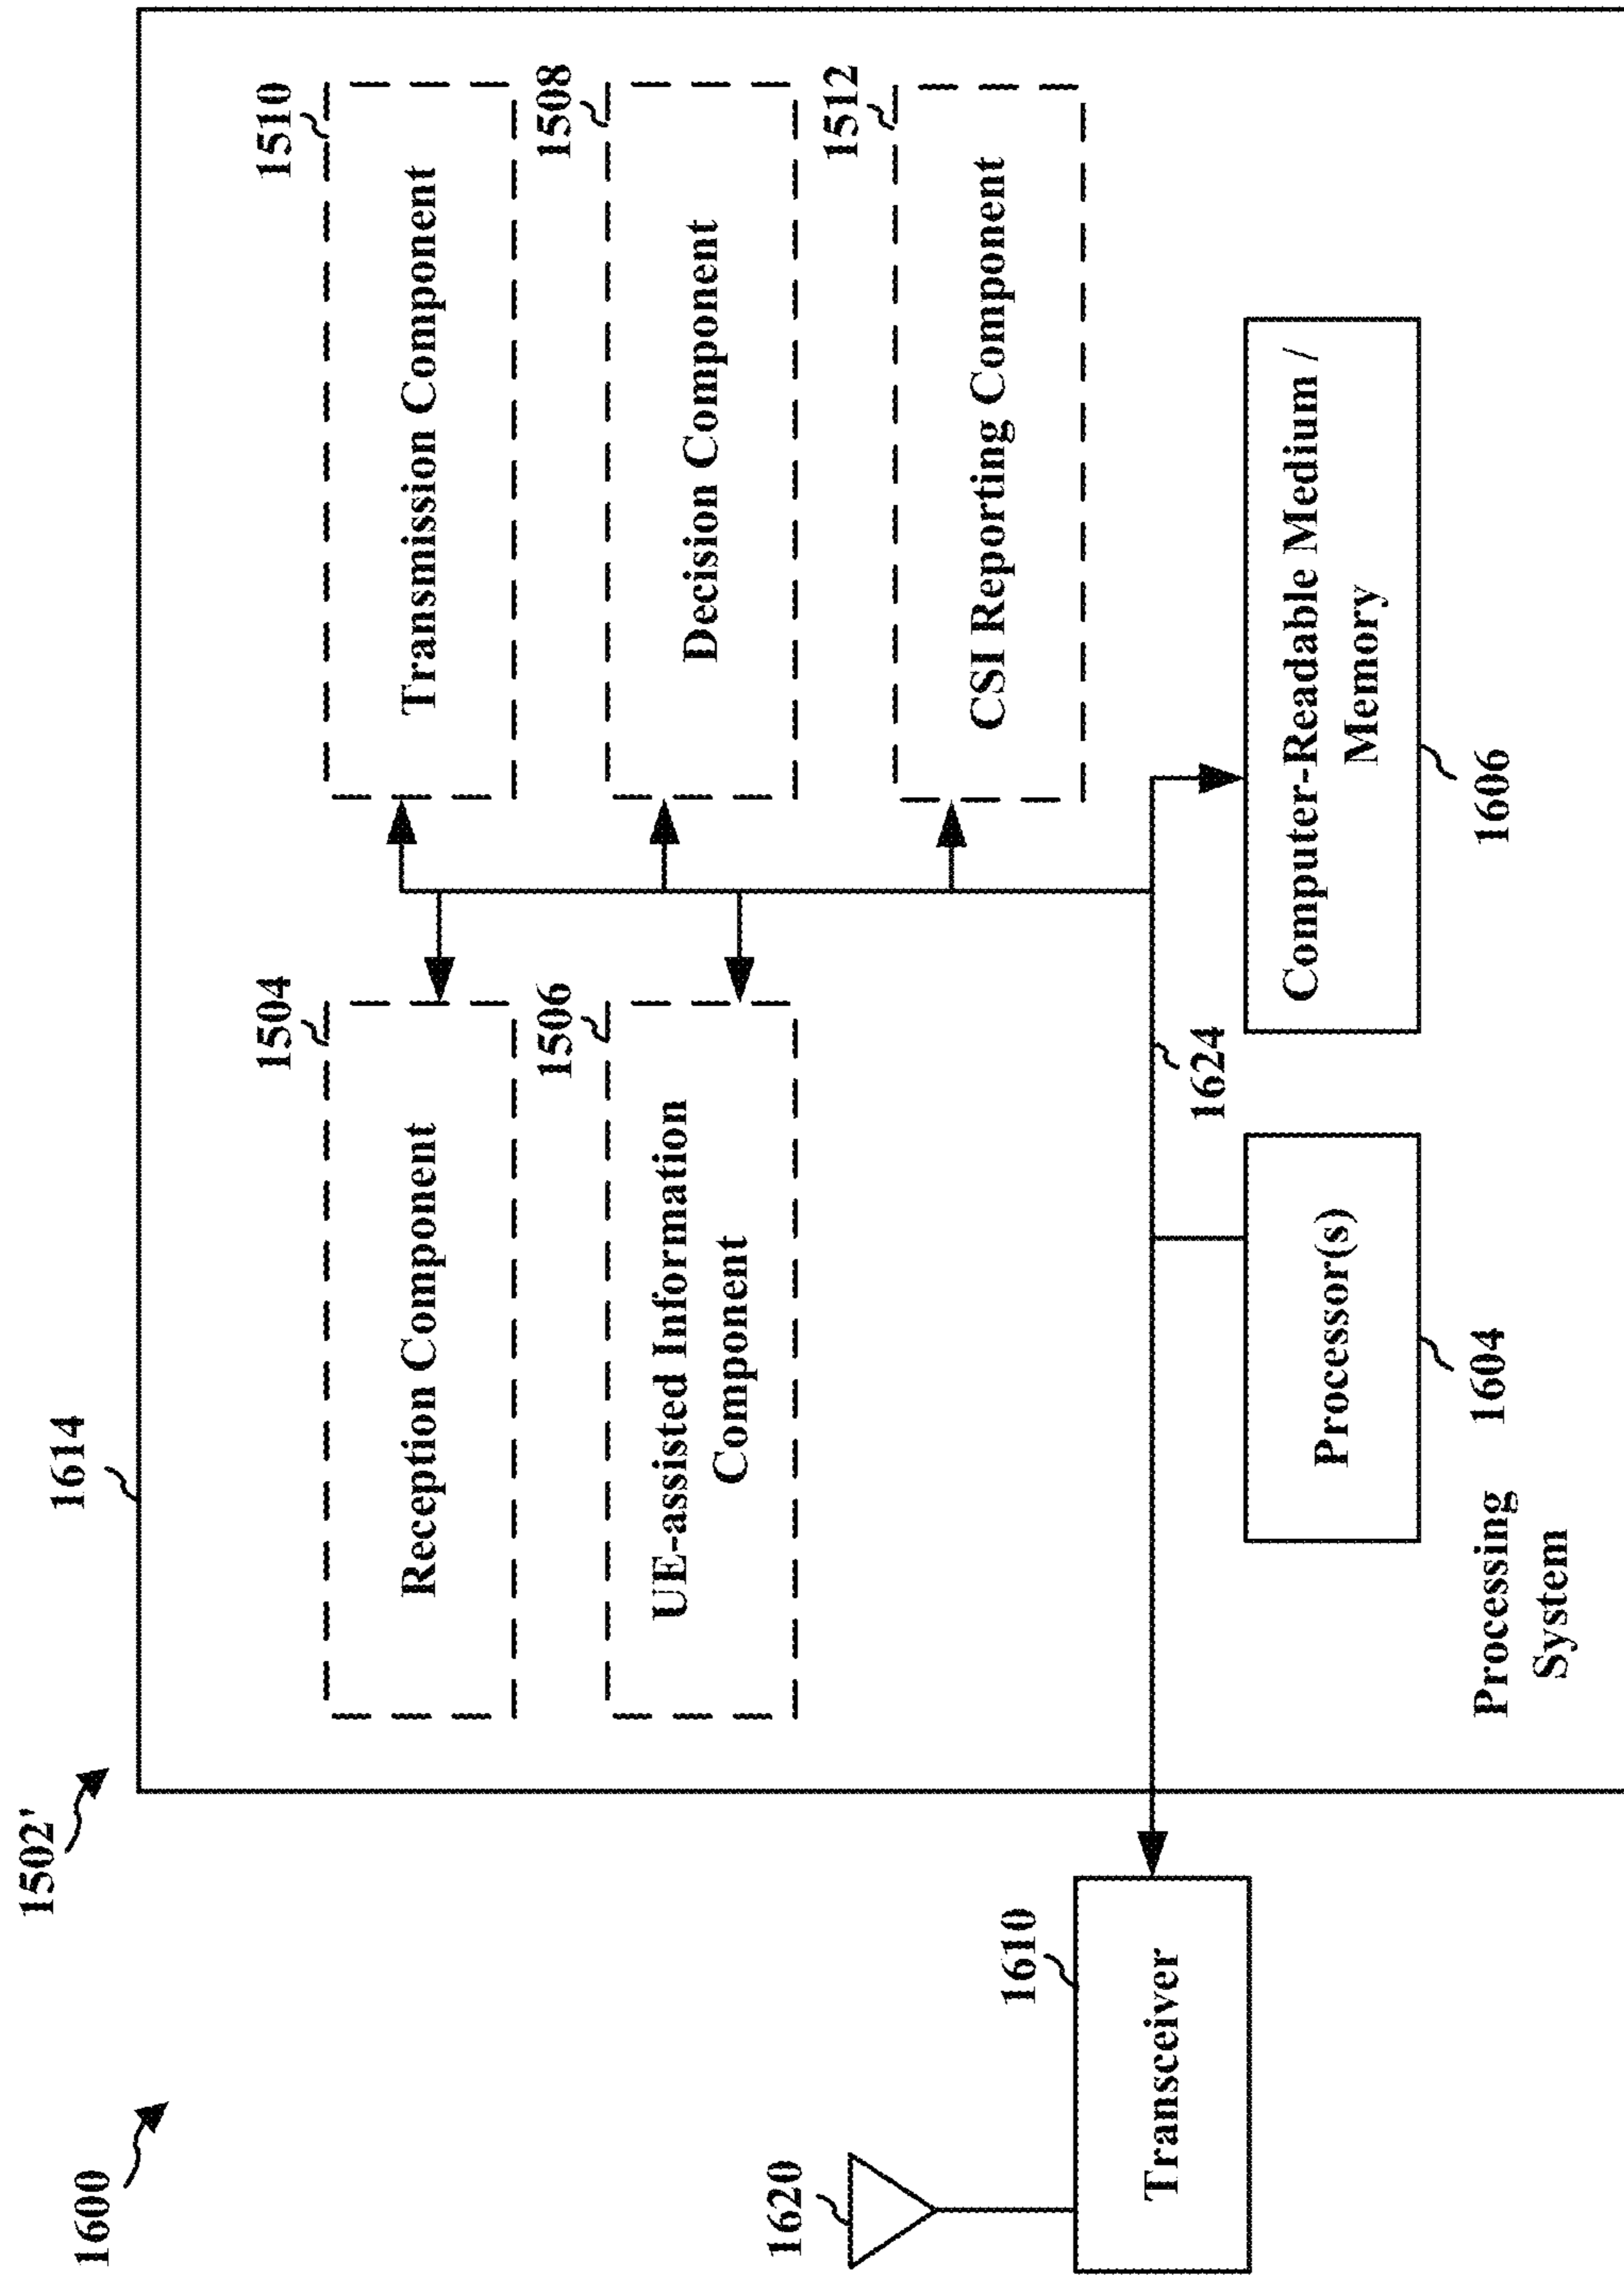 1600
1502'
1614
1504
Reception Component
1510
Transmission Component
1506
UE-assisted Information
Component
1508
Decision Component
1512
CSI Reporting Component
1620
1610
Transceiver
1624
Processor(s)
1604
Computer-Readable Medium /
Memory
1606
Processing
System